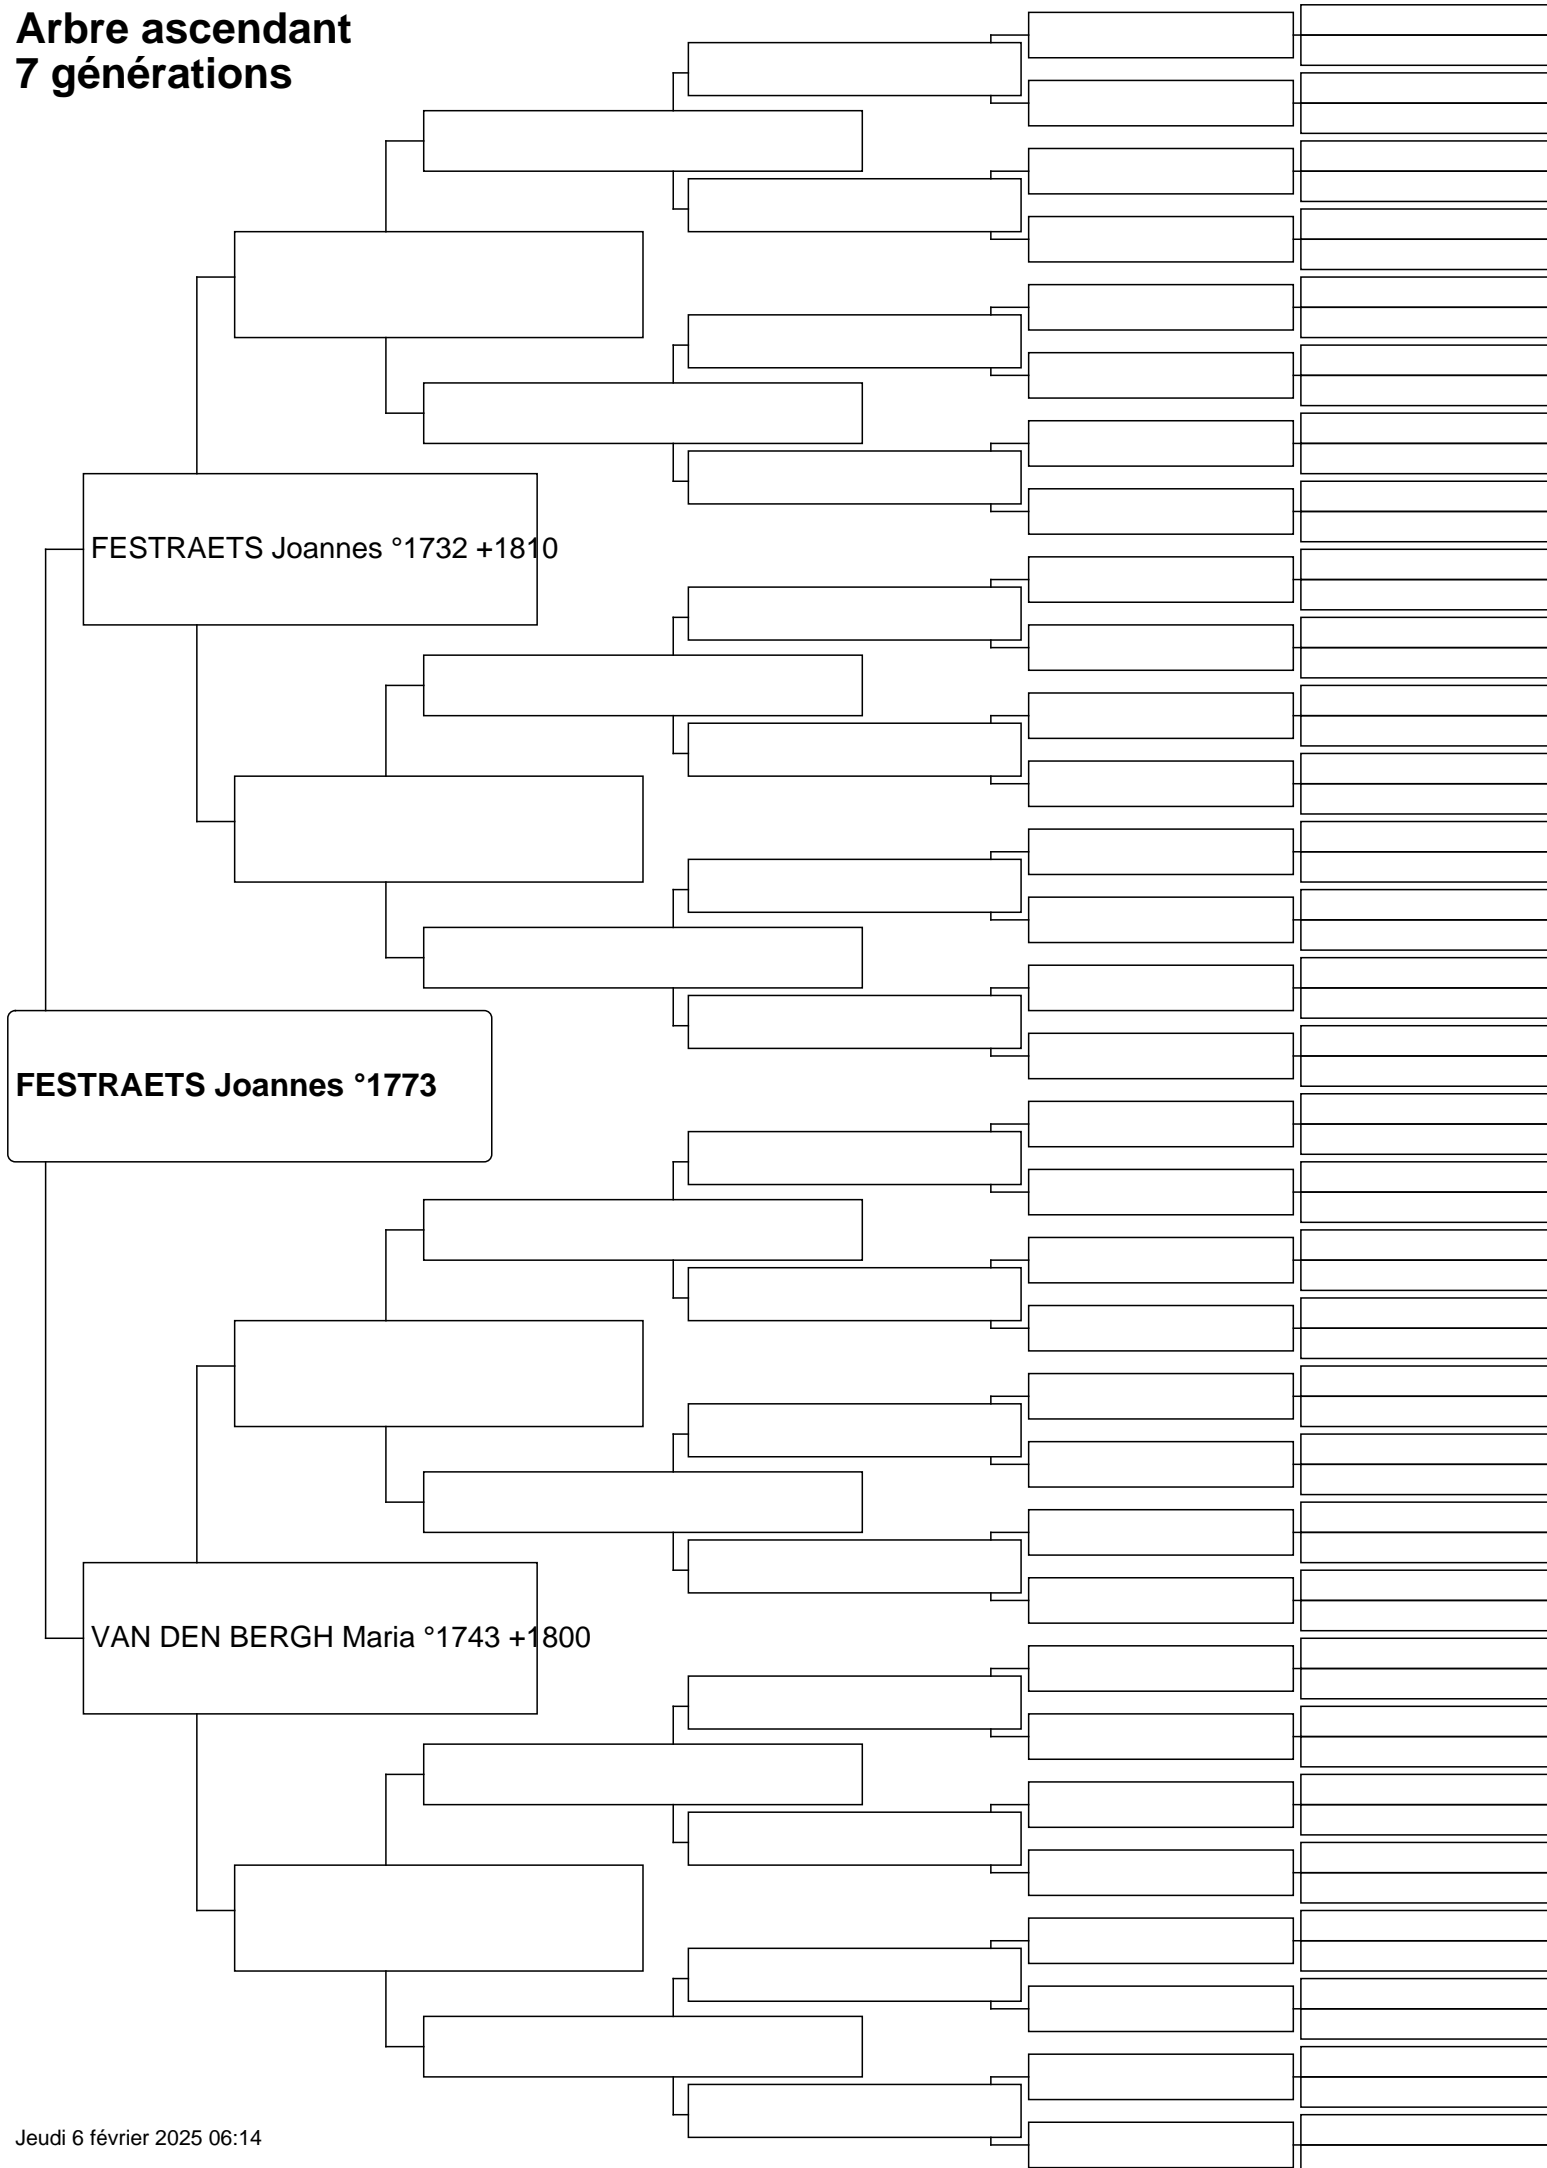 Arbre ascendant
7 générations
FESTRAETS Joannes °1732 +1810
FESTRAETS Joannes °1773
VAN DEN BERGH Maria °1743 +1800
Jeudi 6 février 2025 06:14